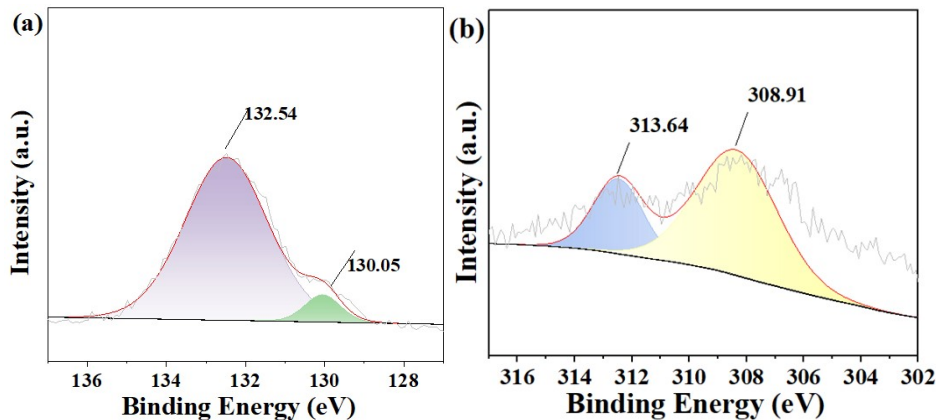 (a)
132.54
130.05
Intensity (a.u.)
136 134 132 130 128
Binding Energy (eV)
(b)
313.64
308.91
Intensity (a.u.)
316 314 312 310 308 306 304 302
Binding Energy (eV)